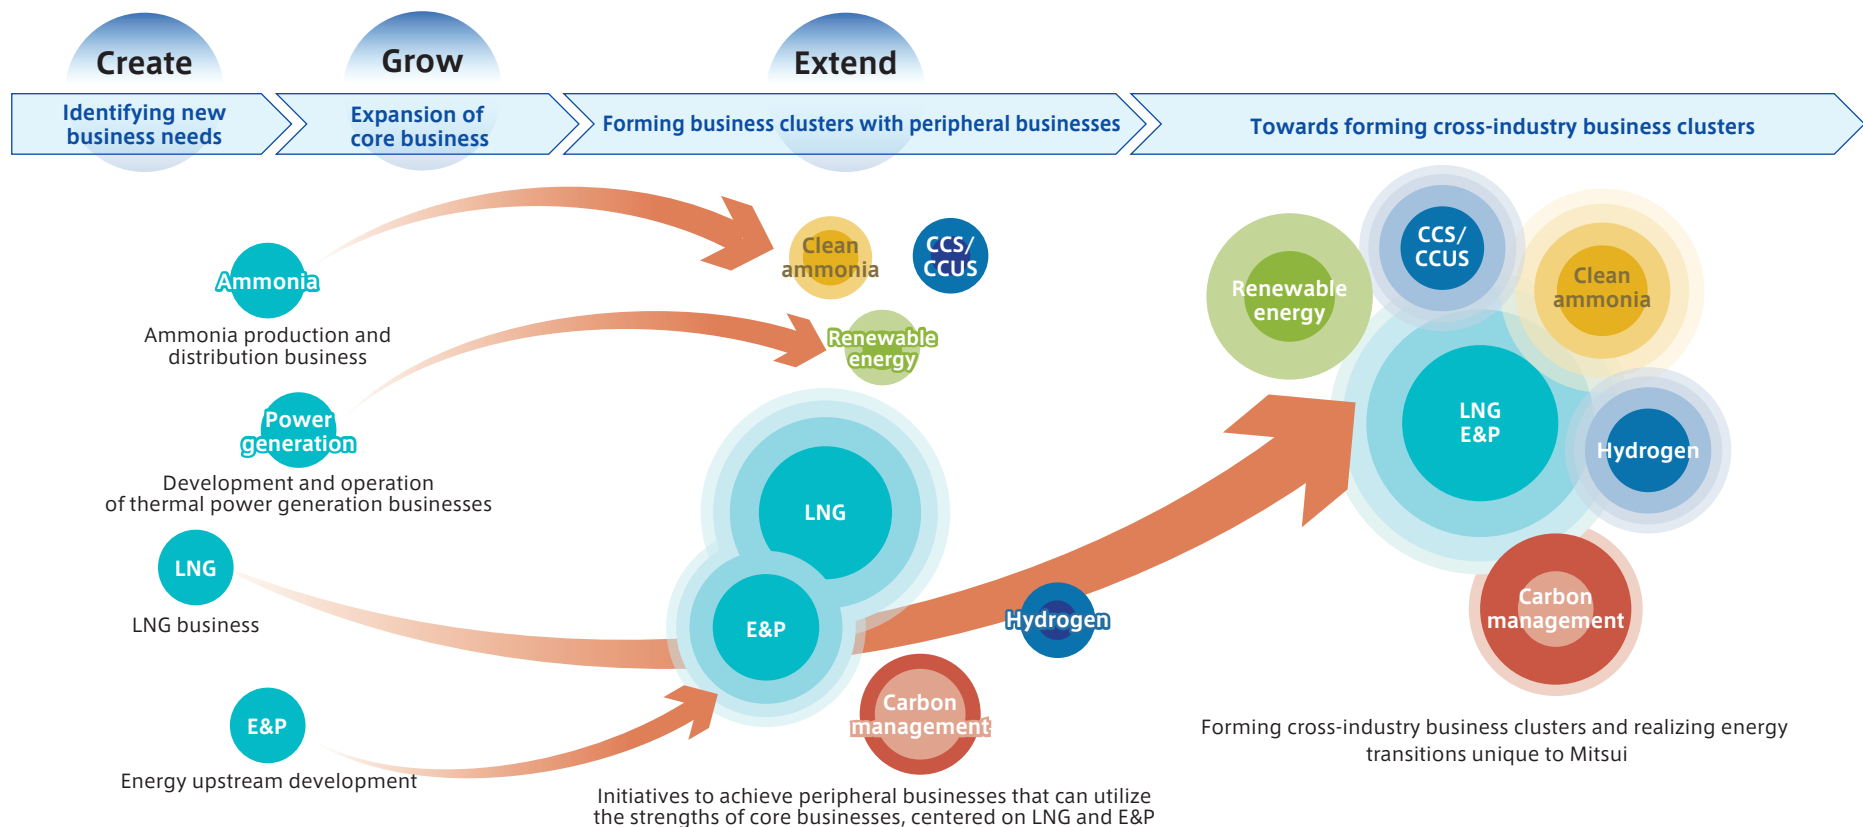 Create
Grow
Extend
Identifying new
business needs
Expansion of
core business
Forming business clusters with peripheral businesses
Towards forming cross-industry business clusters
Ammonia
Ammonia production and
distribution business
Power
generation
Development and operation
of thermal power generation businesses
LNG
LNG business
E&P
Energy upstream development
Clean
ammonia
CCS/
CCUS
Renewable
energy
LNG
E&P
Hydrogen
Carbon
management
Initiatives to achieve peripheral businesses that can utilize
the strengths of core businesses, centered on LNG and E&P
Renewable
energy
CCS/
CCUS
Clean
ammonia
LNG
E&P
Hydrogen
Carbon
management
Forming cross-industry business clusters and realizing energy
transitions unique to Mitsui